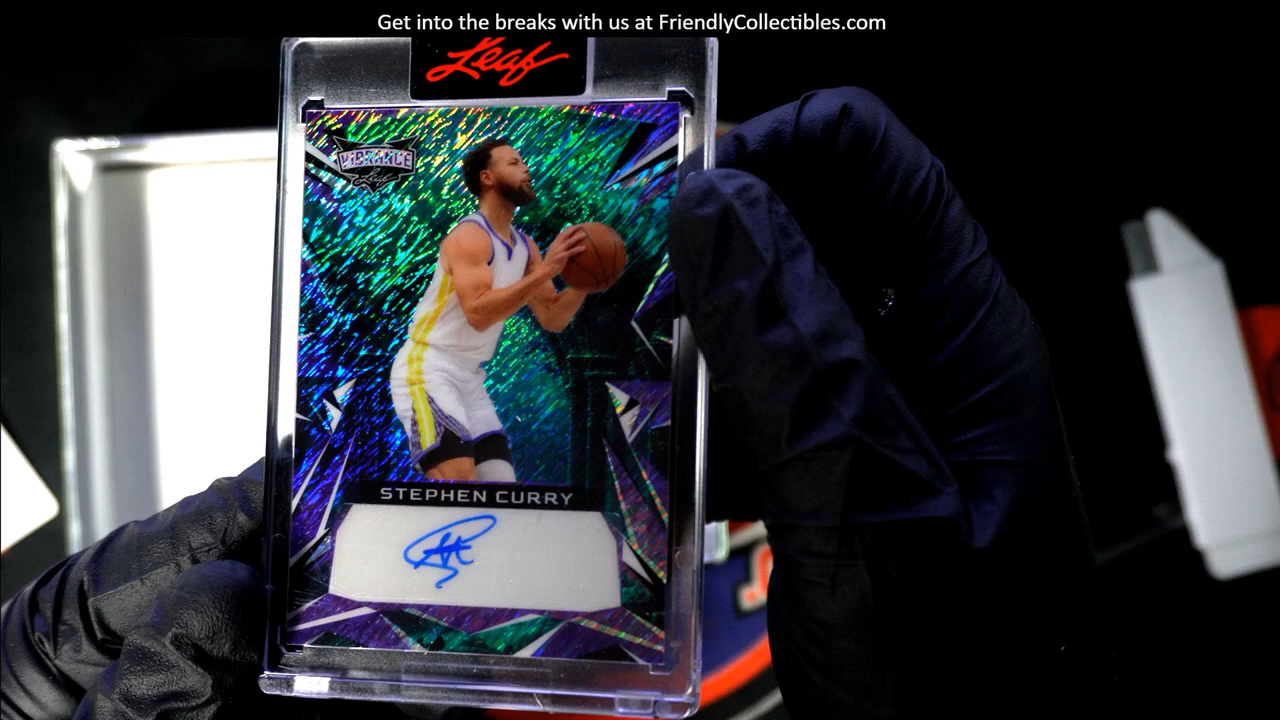 Get into the breaks with us at FriendlyCollectibles.com
Leaf
VIBRANCE
Leaf
STEPHEN CURRY